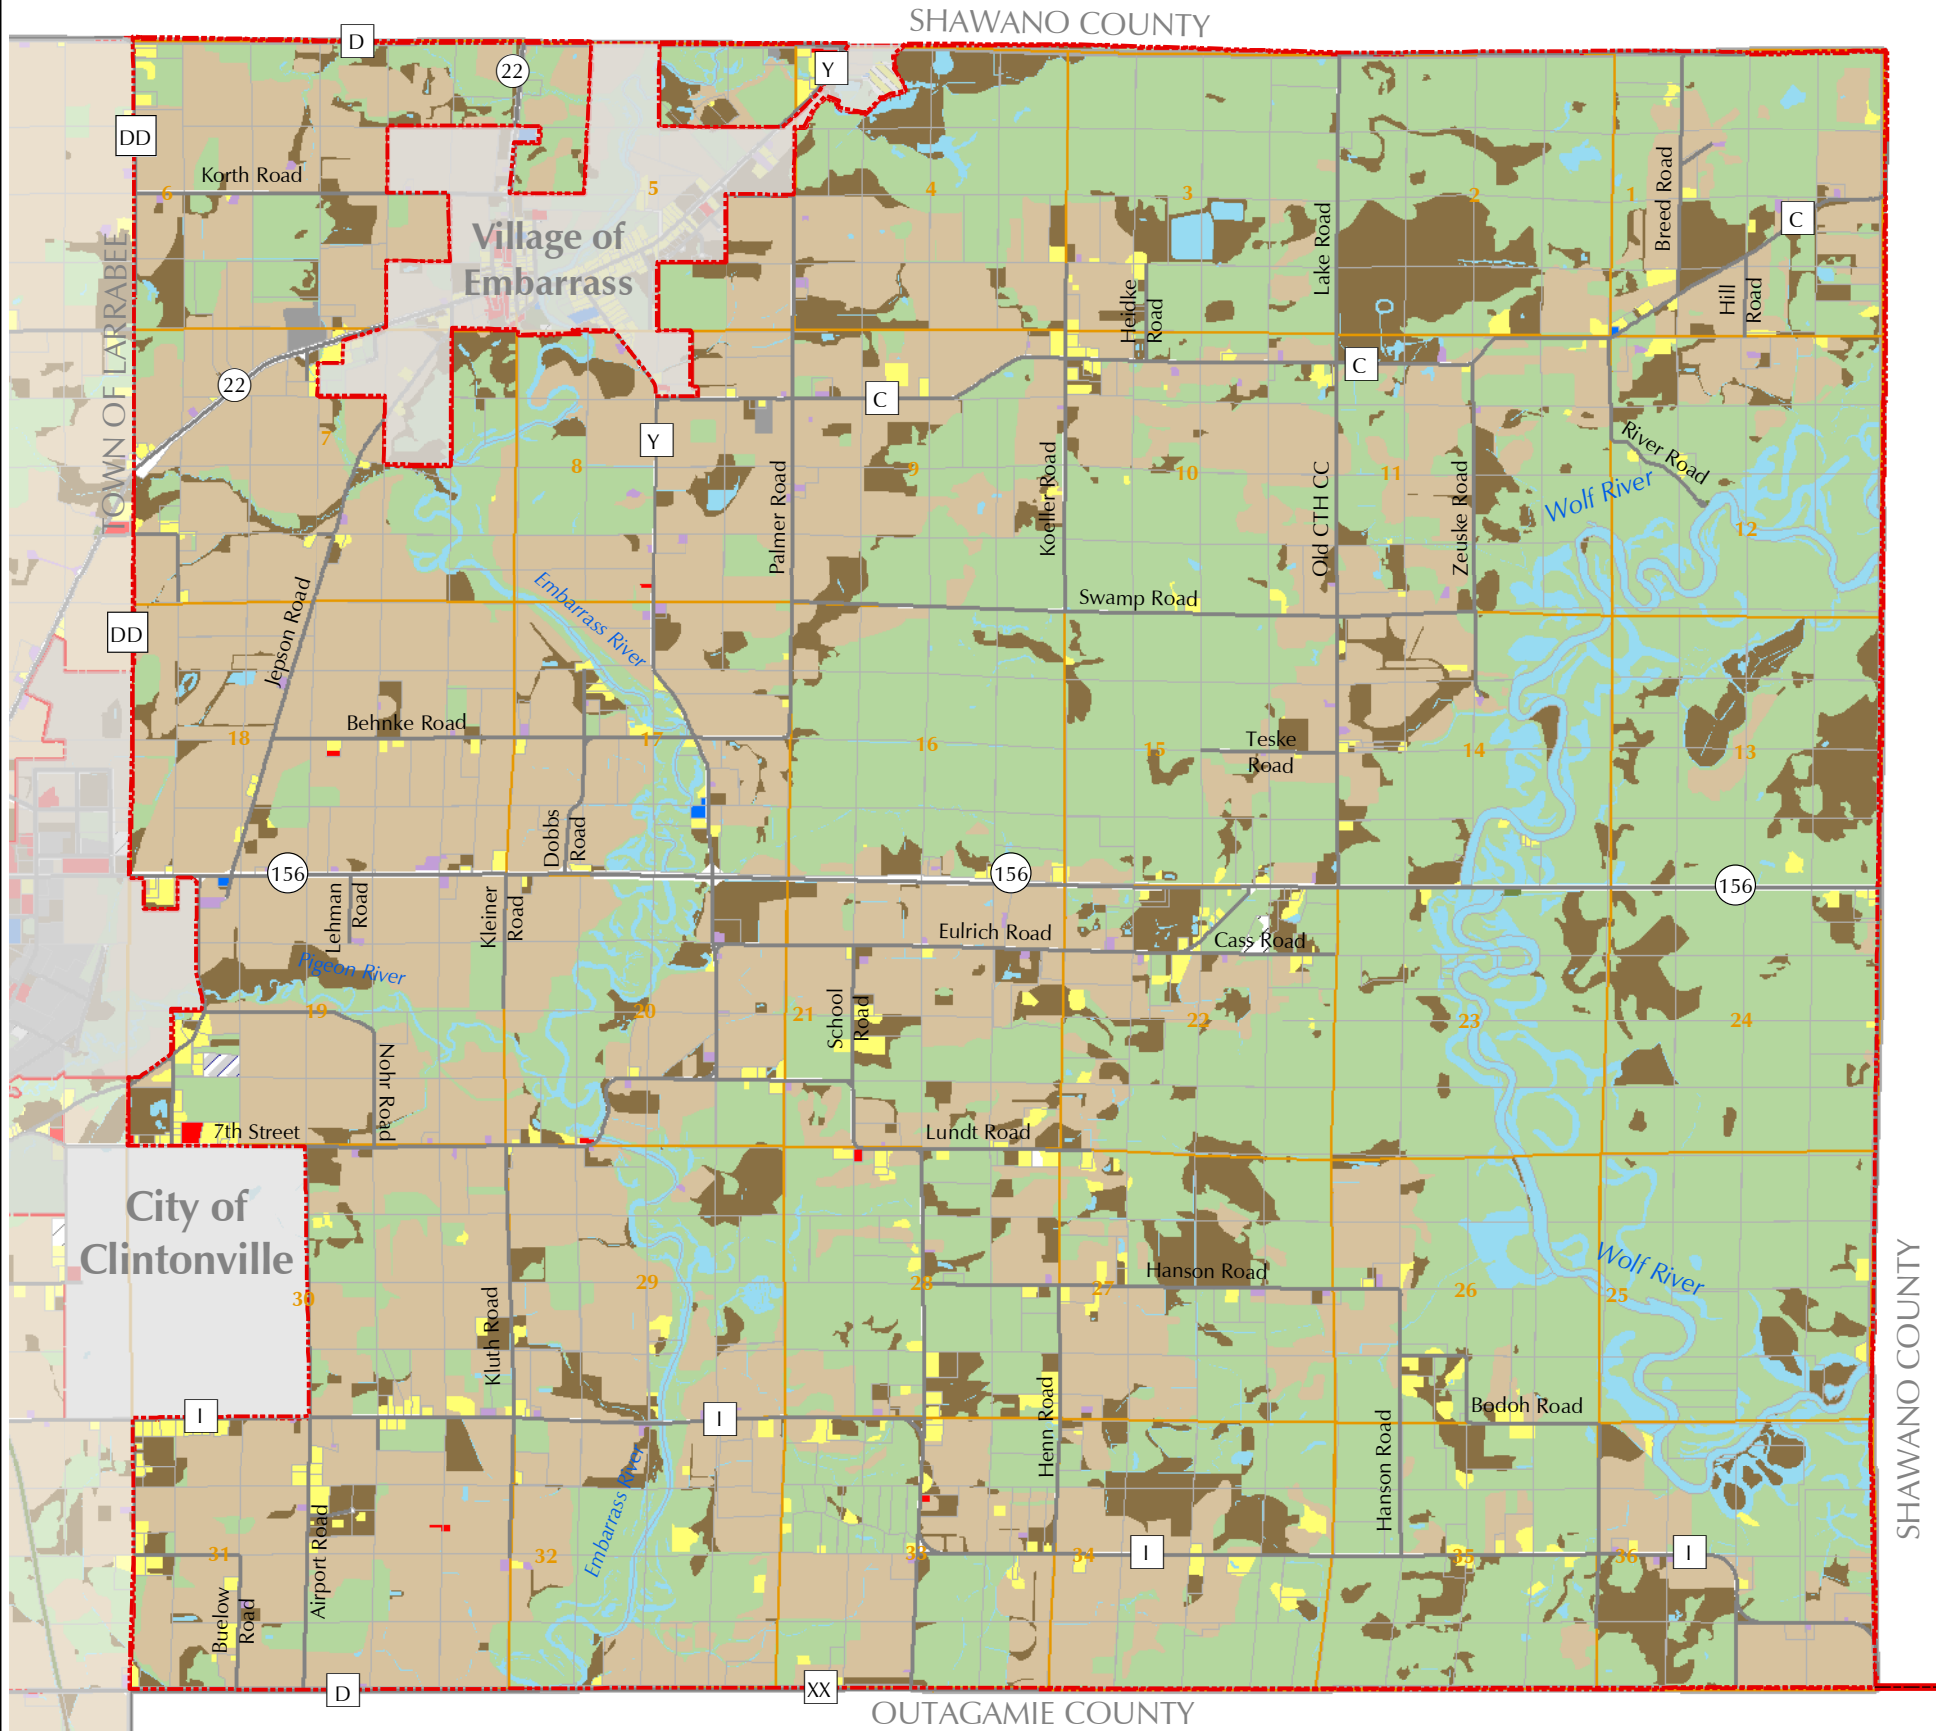 SHAWANO COUNTY
D
22
Y
DD
Korth Road
6
5
4
3
2
1
Breed Road
C
Village of
Embarrass
Lake Road
TOWN OF LARRABEE
Heidke
Road
Hill
Road
22
C
C
7
Y
8
9
10
11
12
Palmer Road
Koeller Road
Old CTH CC
Zeuske Road
River Road
Wolf River
Embarrass River
Swamp Road
DD
Jepson Road
Behnke Road
18
17
16
15
Teske
Road
14
13
Dobbs
Road
156
156
156
Lehman
Road
Kleiner
Road
Eulrich Road
Cass Road
Pigeon River
19
20
21
School
Road
22
23
24
Nohr Road
7th Street
Lundt Road
City of
Clintonville
Wolf River
SHAWANO COUNTY
Hanson Road
30
29
28
27
26
25
Kluth Road
I
I
Henn Road
Hanson Road
Bodoh Road
Embarrass River
Airport Road
31
32
33
34
I
35
36
I
Buelow
Road
D
XX
OUTAGAMIE COUNTY